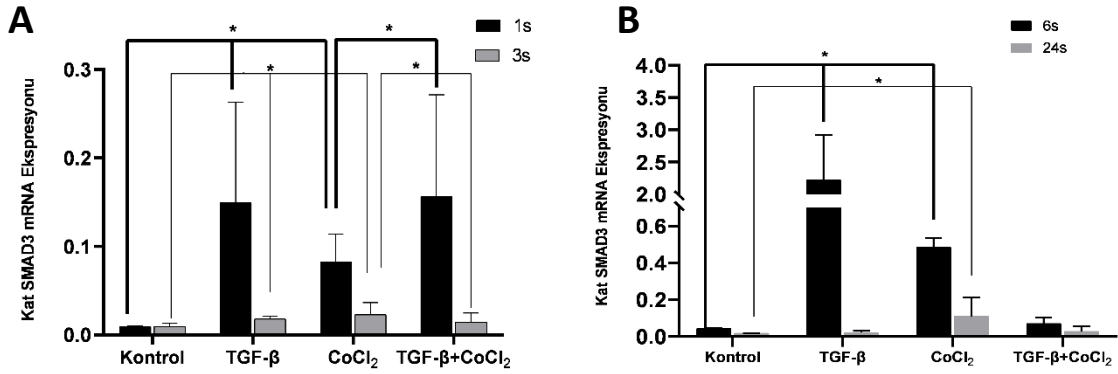 A
1s
3s
*
*
*
*
Kat SMAD3 mRNA Ekspresyonu
0.3
0.2
0.1
0.0
Kontrol
TGF-β
CoCl₂
TGF-β+CoCl₂
B
6s
24s
*
*
Kat SMAD3 mRNA Ekspresyonu
4.0
3.5
3.0
2.5
2.0
0.6
0.4
0.2
0.0
Kontrol
TGF-β
CoCl₂
TGF-β+CoCl₂